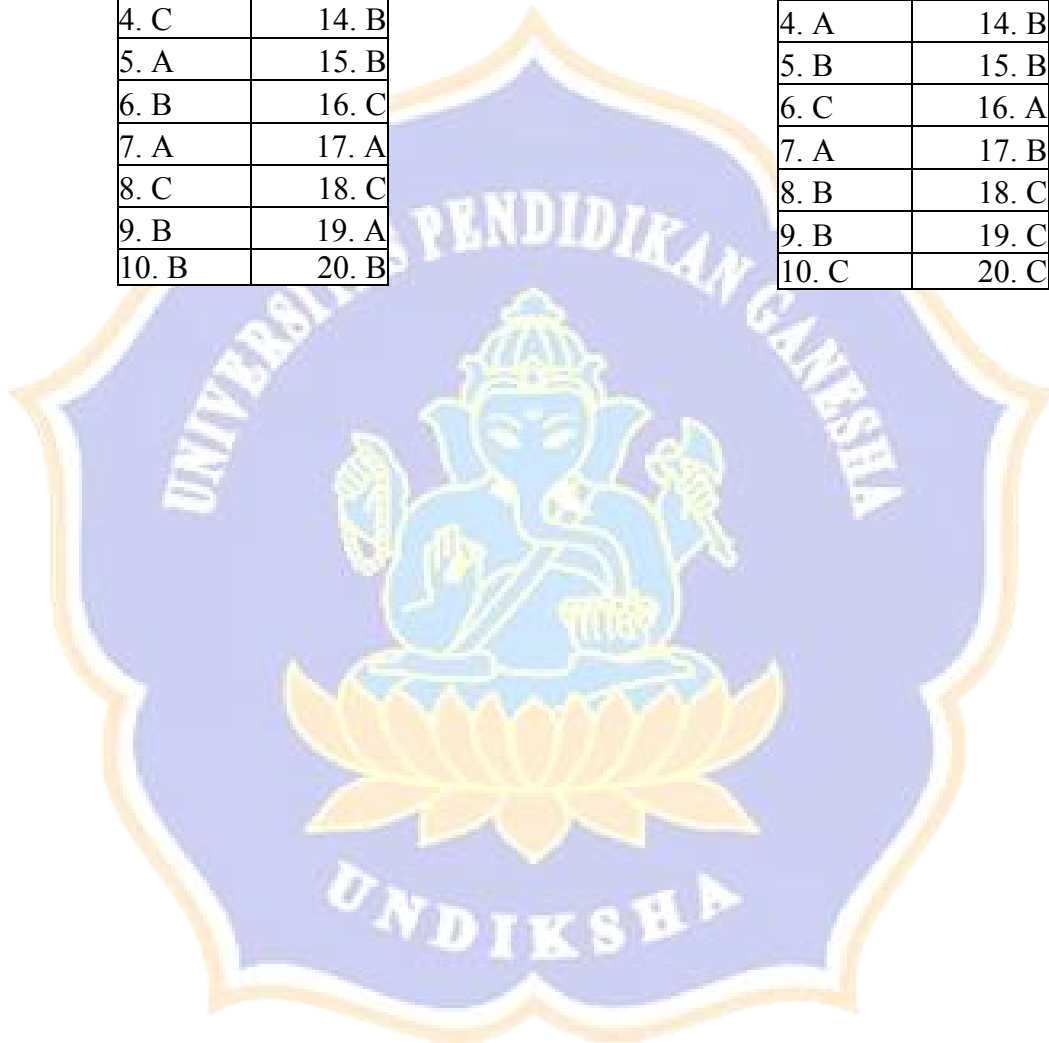 4. C 14. B
5. A 15. B
6. B 16. C
7. A 17. A
8. C 18. C
9. B 19. A
10. B 20. B
4. A 14. B
5. B 15. B
6. C 16. A
7. A 17. B
8. B 18. C
9. B 19. C
10. C 20. C
PENDIDIKAN GANESHA
UNDIKSHA